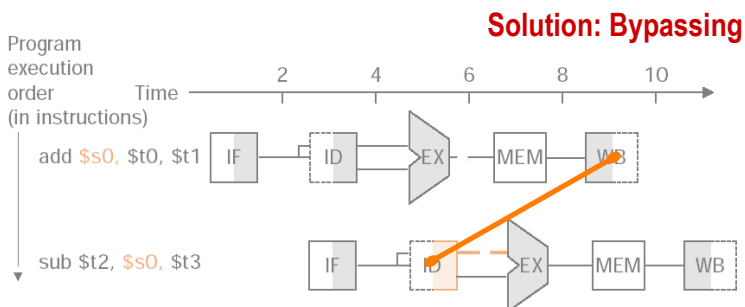 Solution: Bypassing
Program
execution
order
(in instructions)
Time
2 4 6 8 10
add $s0, $t0, $t1
IF ID EX MEM WB
sub $t2, $s0, $t3
IF ID EX MEM WB